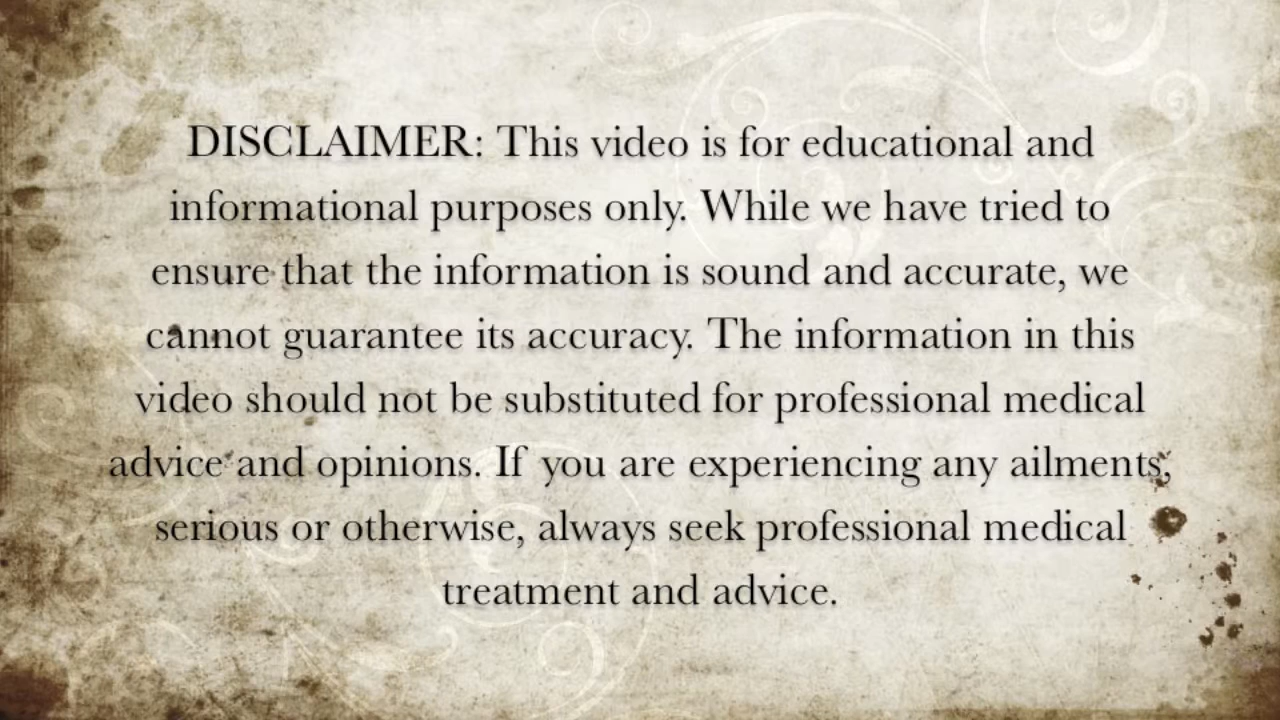 DISCLAIMER: This video is for educational and
informational purposes only. While we have tried to
ensure that the information is sound and accurate, we
cannot guarantee its accuracy. The information in this
video should not be substituted for professional medical
advice and opinions. If you are experiencing any ailments,
serious or otherwise, always seek professional medical
treatment and advice.